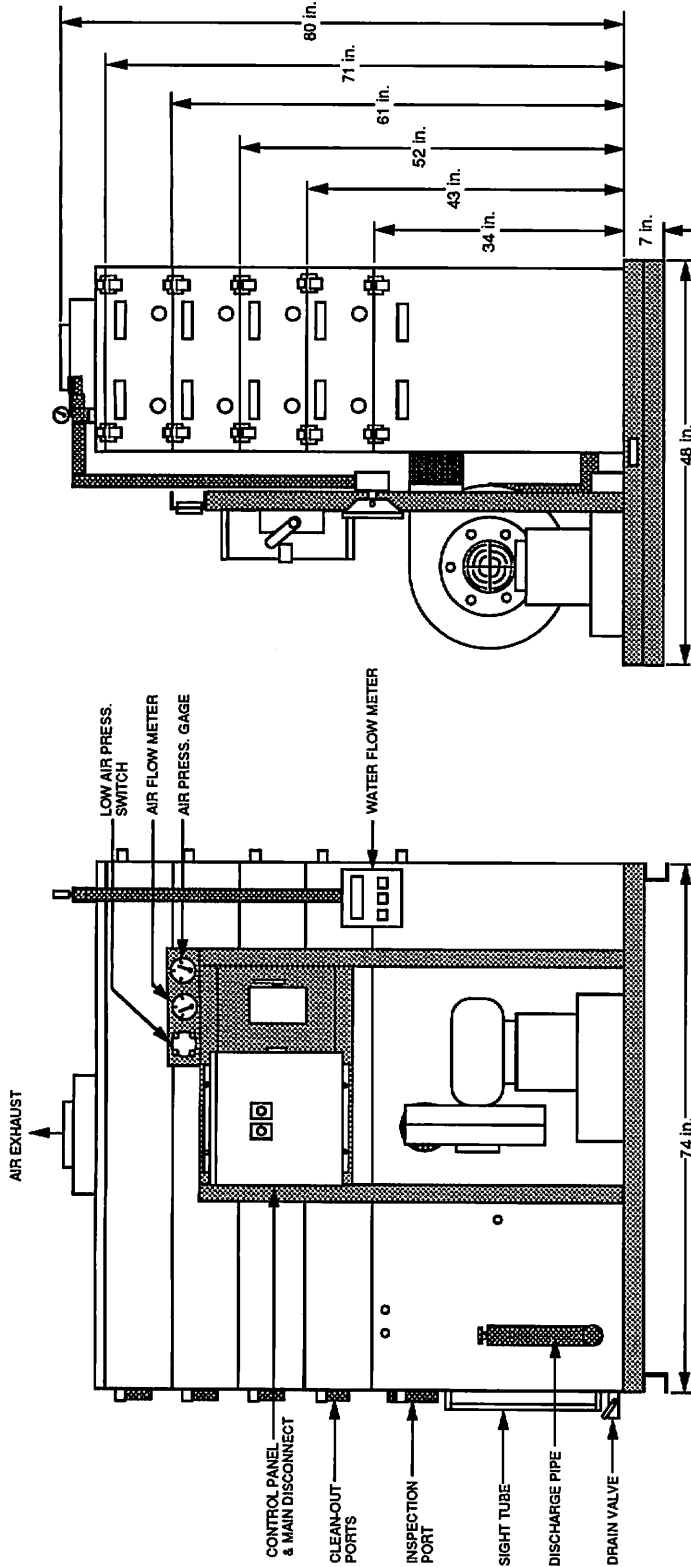 AIR EXHAUST
LOW AIR PRESS.
SWITCH
AIR FLOW METER
AIR PRESS. GAGE
WATER FLOW METER
CONTROL PANEL
& MAIN DISCONNECT
CLEAN-OUT
PORTS
INSPECTION
PORT
SIGHT TUBE
DISCHARGE PIPE
DRAIN VALVE
74 in.
80 in.
71 in.
61 in.
52 in.
43 in.
34 in.
7 in.
48 in.